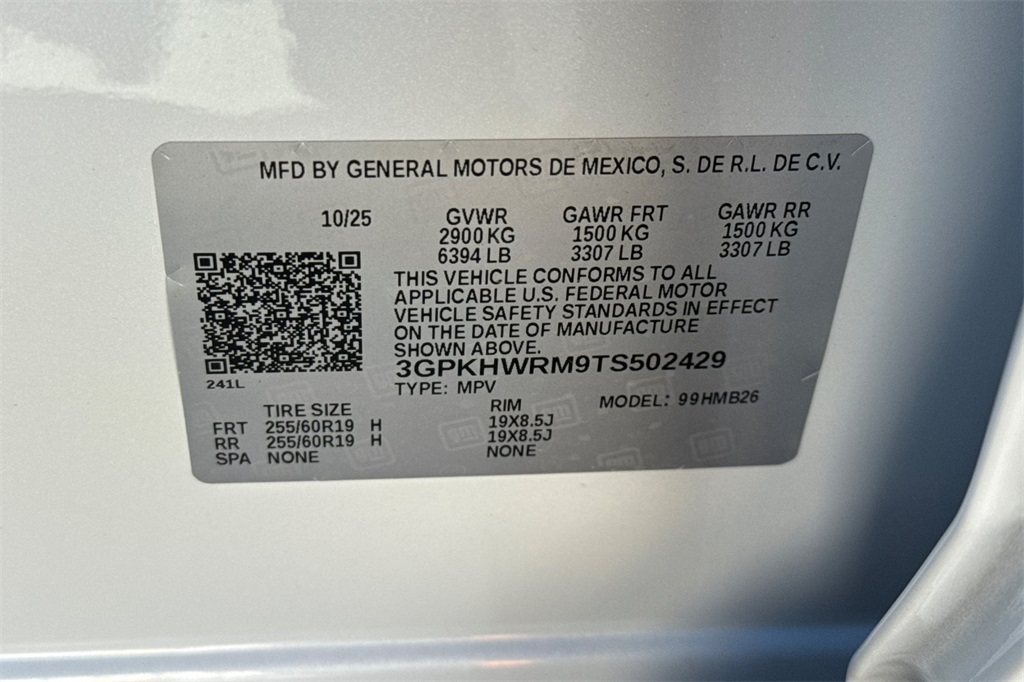 MFD BY GENERAL MOTORS DE MEXICO, S. DE R.L. DE C.V.
10/25 GVWR GAWR FRT GAWR RR
2900 KG 1500 KG 1500 KG
6394 LB 3307 LB 3307 LB
THIS VEHICLE CONFORMS TO ALL
APPLICABLE U.S. FEDERAL MOTOR
VEHICLE SAFETY STANDARDS IN EFFECT
ON THE DATE OF MANUFACTURE
SHOWN ABOVE.
3GPKHWRM9TS502429
241L TYPE: MPV MODEL: 99HMB26
TIRE SIZE RIM
FRT 255/60R19 H 19X8.5J
RR 255/60R19 H 19X8.5J
SPA NONE NONE